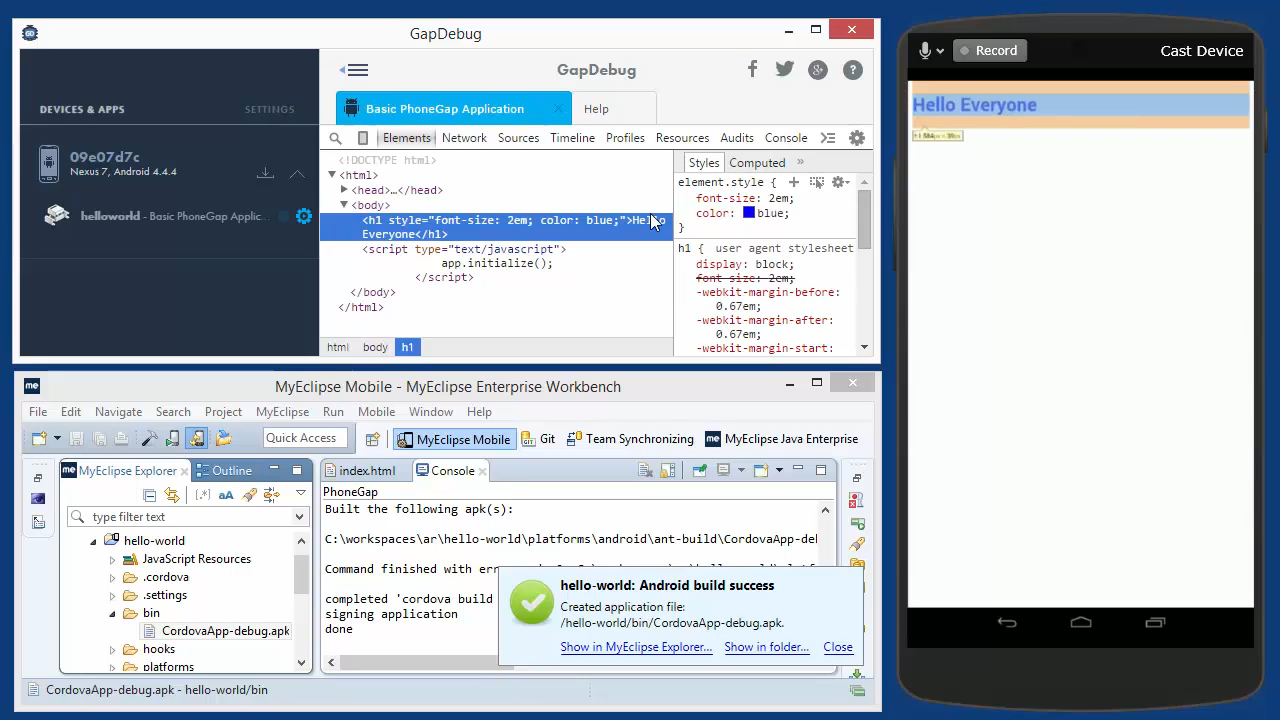 GapDebug
DEVICES & APPS
SETTINGS
09e07d7c
Nexus 7, Android 4.4.4
helloworld - Basic PhoneGap Applic...
GapDebug
Basic PhoneGap Application
Help
Elements Network Sources Timeline Profiles Resources Audits Console
<!DOCTYPE html>
<html>
<head>…</head>
<body>
<h1 style="font-size: 2em; color: blue;">Hello
Everyone</h1>
<script type="text/javascript">
app.initialize();
</script>
</body>
</html>
html body h1
Styles Computed »
element.style {
font-size: 2em;
color: blue;
}
h1 { user agent stylesheet
display: block;
font-size: 2em;
-webkit-margin-before:
0.67em;
-webkit-margin-after:
0.67em;
-webkit-margin-start:
Record
Cast Device
Hello Everyone
me
MyEclipse Mobile - MyEclipse Enterprise Workbench
File Edit Navigate Search Project MyEclipse Run Mobile Window Help
Quick Access
MyEclipse Mobile
Git
Team Synchronizing
me MyEclipse Java Enterprise
me MyEclipse Explorer
Outline
type filter text
hello-world
JavaScript Resources
.cordova
.settings
bin
CordovaApp-debug.apk
hooks
platforms
index.html
Console
PhoneGap
Built the following apk(s):
C:\workspaces\r\hello-world\platforms\android\ant-build\CordovaApp-del
Command finished with err
completed 'cordova build
signing application
done
hello-world: Android build success
Created application file:
/hello-world/bin/CordovaApp-debug.apk.
Show in MyEclipse Explorer...
Show in folder...
Close
CordovaApp-debug.apk - hello-world/bin